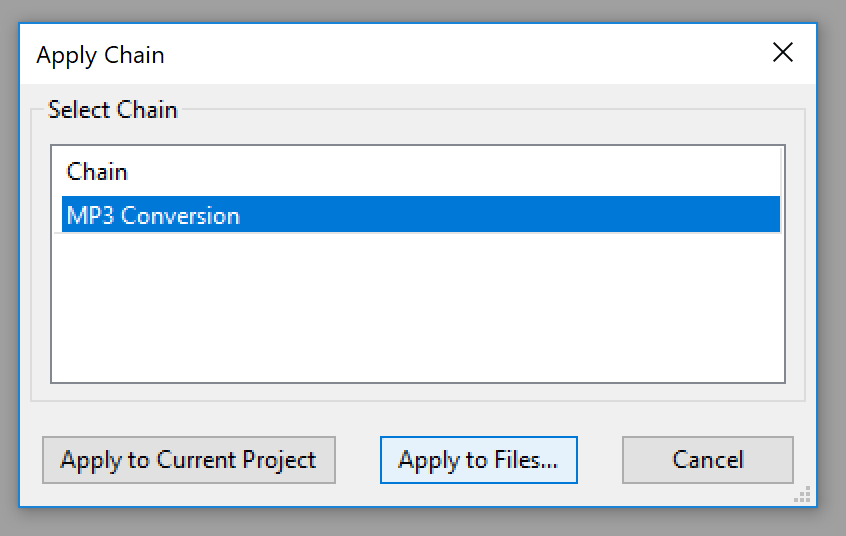 Apply Chain
Select Chain
Chain
MP3 Conversion
Apply to Current Project
Apply to Files...
Cancel